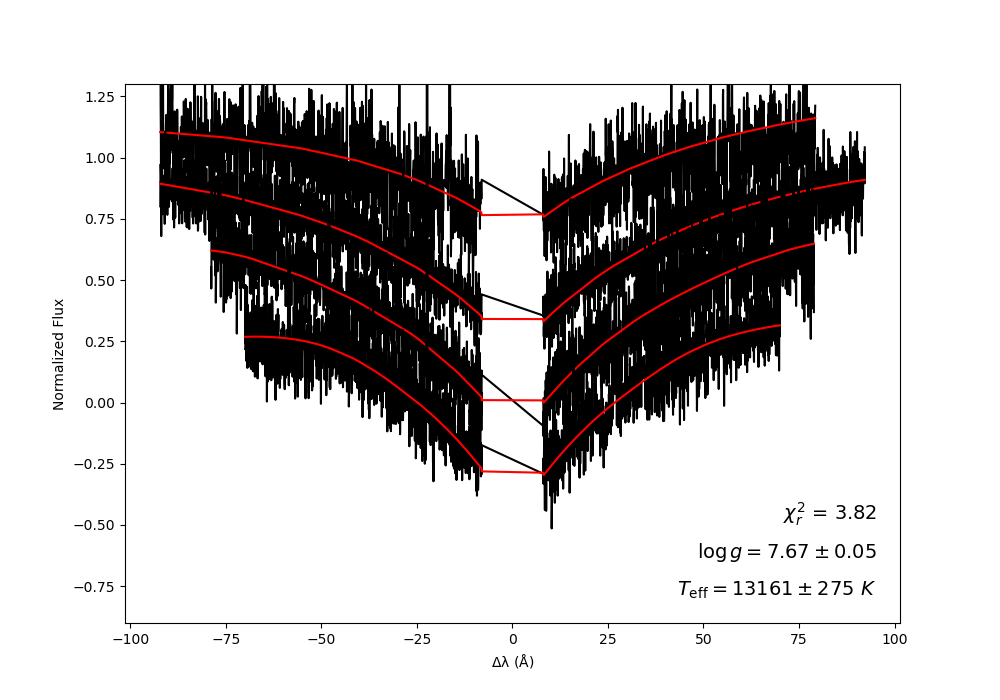 1.25
1.00
0.75
0.50
0.25
0.00
−0.25
−0.50
−0.75
Normalized Flux
χ²ᵣ = 3.82
log g = 7.67 ± 0.05
T_eff = 13161 ± 275 K
−100 −75 −50 −25 0 25 50 75 100
Δλ (Å)